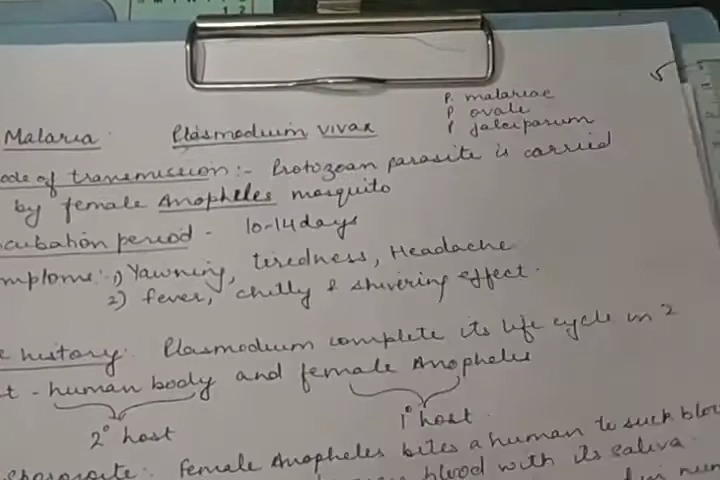 P. malariae
P ovale
Malaria: Plasmodium vivax P falciparum
ode of transmission:- Protozoan parasite is carried
by female Anopheles mosquito
cubation period - 10-14 days
mptoms:- 1) Yawning, tiredness, Headache
2) fever, chilly & shivering effect.
e history: Plasmodium complete its life cycle in 2
t - human body and female Anopheles
2° host 1° host
female Anopheles bites a human to suck bloo
blood with its saliva.